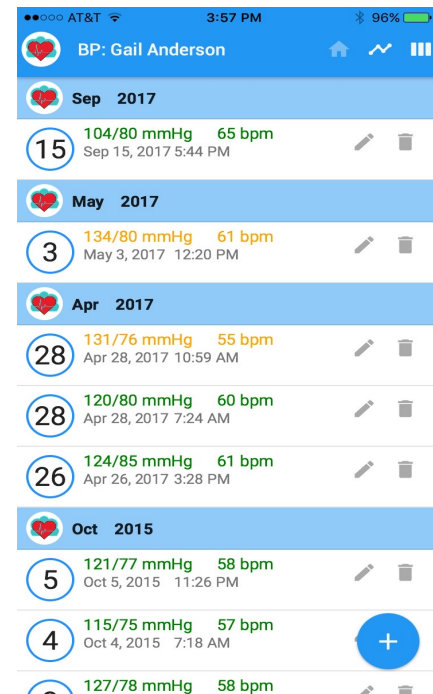 AT&T 3:57 PM 96%
BP: Gail Anderson
Sep 2017
15
104/80 mmHg 65 bpm
Sep 15, 2017 5:44 PM
May 2017
3
134/80 mmHg 61 bpm
May 3, 2017 12:20 PM
Apr 2017
28
131/76 mmHg 55 bpm
Apr 28, 2017 10:59 AM
28
120/80 mmHg 60 bpm
Apr 28, 2017 7:24 AM
26
124/85 mmHg 61 bpm
Apr 26, 2017 3:28 PM
Oct 2015
5
121/77 mmHg 58 bpm
Oct 5, 2015 11:26 PM
4
115/75 mmHg 57 bpm
Oct 4, 2015 7:18 AM
127/78 mmHg 58 bpm